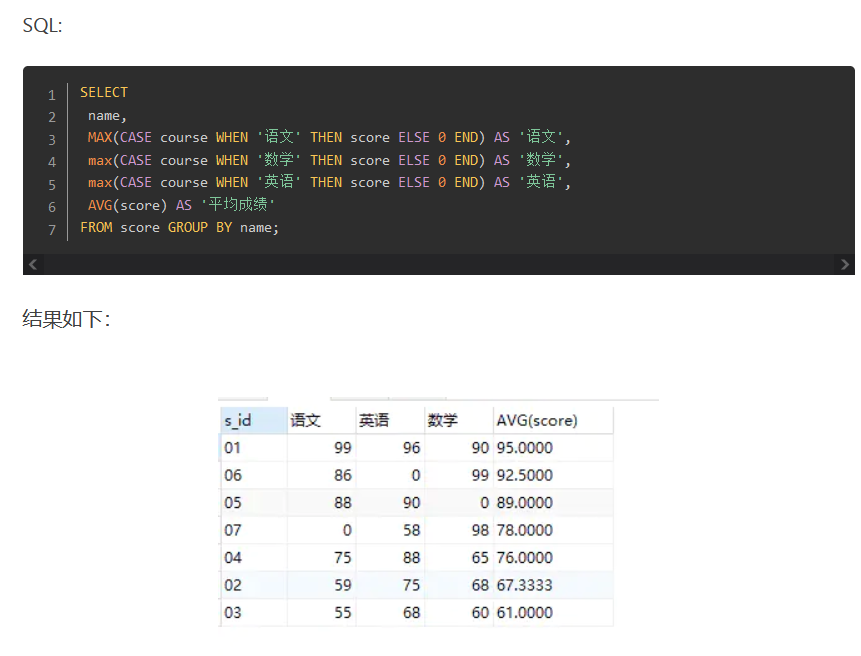 SQL:
1 SELECT
2 name,
3 MAX(CASE course WHEN '语文' THEN score ELSE 0 END) AS '语文',
4 max(CASE course WHEN '数学' THEN score ELSE 0 END) AS '数学',
5 max(CASE course WHEN '英语' THEN score ELSE 0 END) AS '英语',
6 AVG(score) AS '平均成绩'
7 FROM score GROUP BY name;
结果如下：
s_id 语文 英语 数学 AVG(score)
01 99 96 90 95.0000
06 86 0 99 92.5000
05 88 90 0 89.0000
07 0 58 98 78.0000
04 75 88 65 76.0000
02 59 75 68 67.3333
03 55 68 60 61.0000